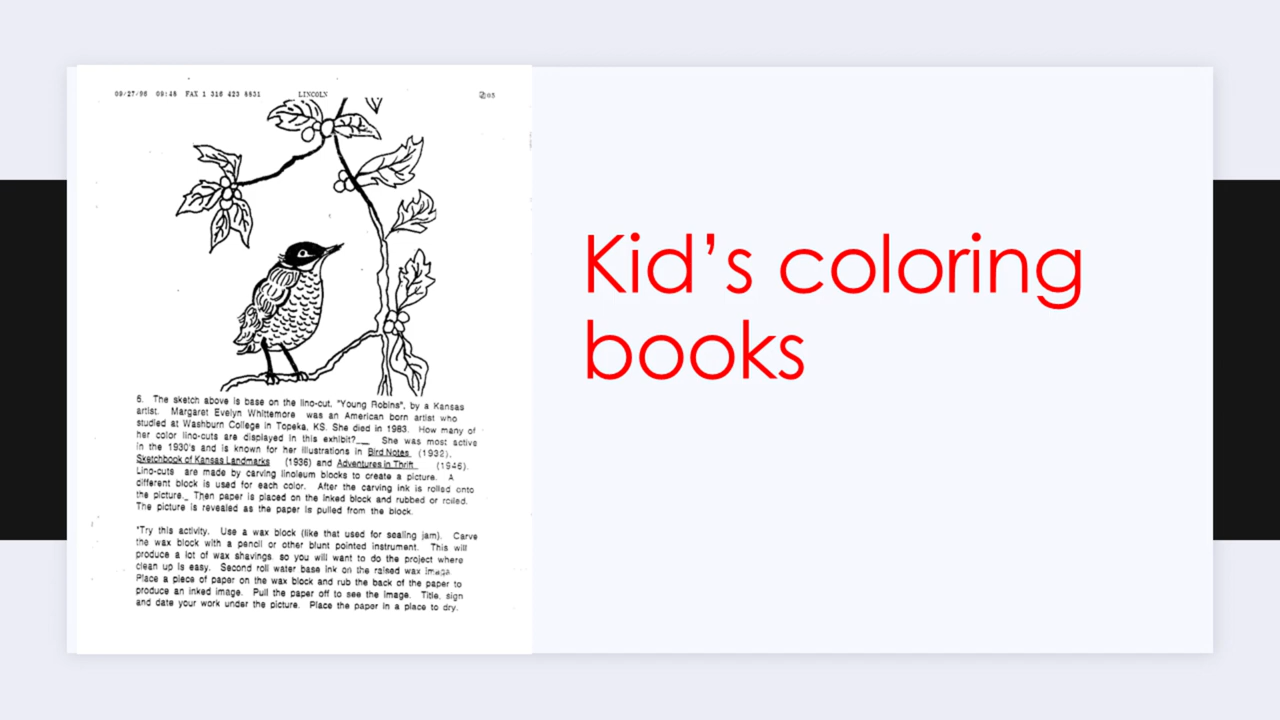 09/27/96 09:48 FAX 1 316 423 6831 LINCOLN
Kid’s coloring
books
6. The sketch above is base on the lino-cut, "Young Robins", by a Kansas
artist. Margaret Evelyn Whittemore was an American born artist who
studied at Washburn College in Topeka, KS. She died in 1983. How many of
her color lino-cuts are displayed in this exhibit?__ She was most active
in the 1930's and is known for her illustrations in Bird Notes (1932),
Sketchbook of Kansas Landmarks (1936) and Adventures in Thrift (1946).
Lino-cuts are made by carving linoleum blocks to create a picture. A
different block is used for each color. After the carving ink is rolled onto
the picture._ Then paper is placed on the inked block and rubbed or rolled.
The picture is revealed as the paper is pulled from the block.
*Try this activity. Use a wax block (like that used for sealing jam). Carve
the wax block with a pencil or other blunt pointed instrument. This will
produce a lot of wax shavings so you will want to do the project where
clean up is easy. Second roll water base ink on the raised wax image.
Place a piece of paper on the wax block and rub the back of the paper to
produce an inked image. Pull the paper off to see the image. Title, sign
and date your work under the picture. Place the paper in a place to dry.